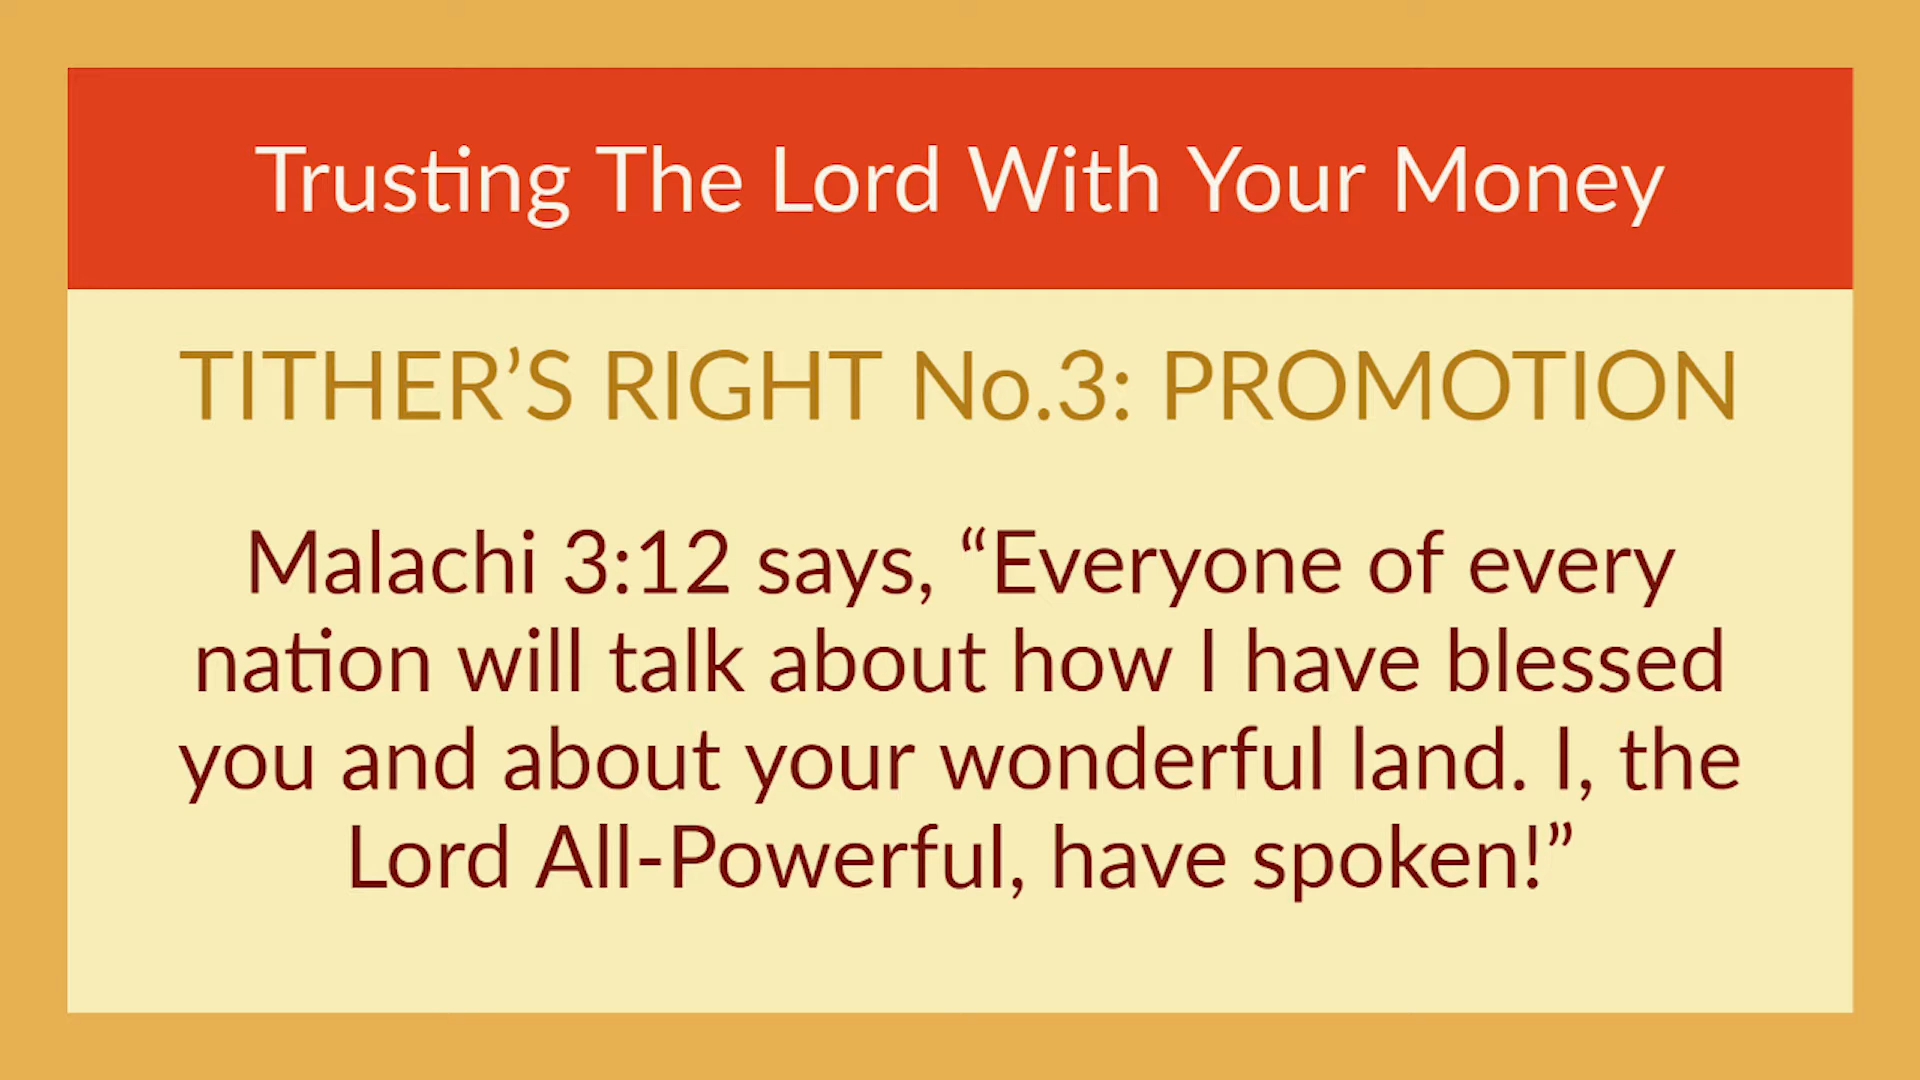 Trusting The Lord With Your Money
TITHER’S RIGHT No.3: PROMOTION
Malachi 3:12 says, “Everyone of every
nation will talk about how I have blessed
you and about your wonderful land. I, the
Lord All-Powerful, have spoken!”